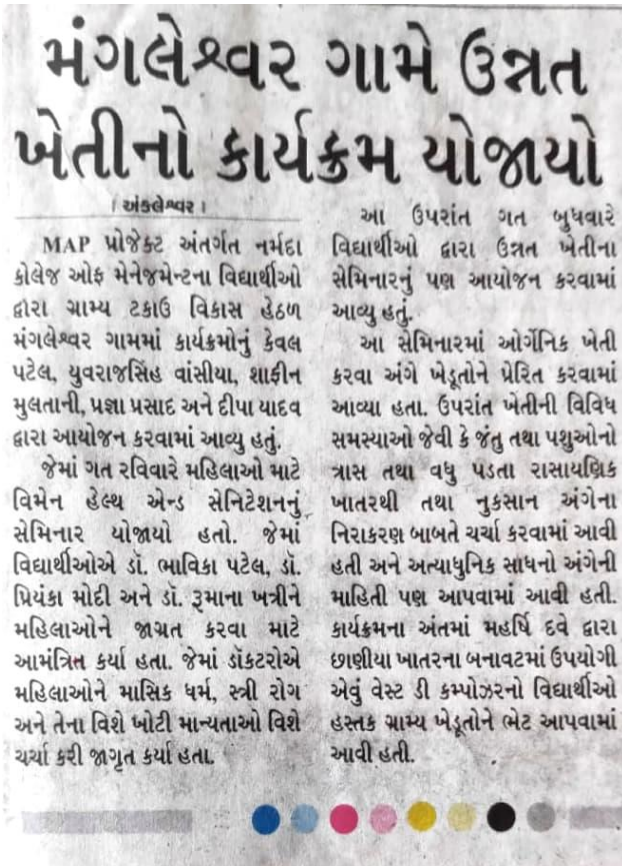 મંગલેશ્વર ગામે ઉન્નત
ખેતીનો કાર્યક્રમ યોજાયો
। અંકલેશ્વર ।
MAP પ્રોજેક્ટ અંતર્ગત નર્મદા
કોલેજ ઓફ મેનેજમેન્ટના વિદ્યાર્થીઓ
દ્વારા ગ્રામ્ય ટકાઉ વિકાસ હેઠળ
મંગલેશ્વર ગામમાં કાર્યક્રમોનું કેવલ
પટેલ, યુવરાજસિંહ વાંસીયા, શાફીન
મુલતાની, પ્રજ્ઞા પ્રસાદ અને દીપા યાદવ
દ્વારા આયોજન કરવામાં આવ્યુ હતું.
જેમાં ગત રવિવારે મહિલાઓ માટે
વિમેન હેલ્થ એન્ડ સેનિટેશનનું
સેમિનાર યોજાયો હતો. જેમાં
વિદ્યાર્થીઓએ ડૉ. ભાવિકા પટેલ, ડૉ.
પ્રિયંકા મોદી અને ડૉ. રૂમાના ખત્રીને
મહિલાઓને જાગ્રત કરવા માટે
આમંત્રિત કર્યા હતા. જેમાં ડૉકટરોએ
મહિલાઓને માસિક ધર્મ, સ્ત્રી રોગ
અને તેના વિશે ખોટી માન્યતાઓ વિશે
ચર્ચા કરી જાગૃત કર્યા હતા.
આ ઉપરાંત ગત બુધવારે
વિદ્યાર્થીઓ દ્વારા ઉન્નત ખેતીના
સેમિનારનું પણ આયોજન કરવામાં
આવ્યુ હતું.
આ સેમિનારમાં ઓર્ગેનિક ખેતી
કરવા અંગે ખેડૂતોને પ્રેરિત કરવામાં
આવ્યા હતા. ઉપરાંત ખેતીની વિવિધ
સમસ્યાઓ જેવી કે જંતુ તથા પશુઓનો
ત્રાસ તથા વધુ પડતા રાસાયણિક
ખાતરથી તથા નુકસાન અંગેના
નિરાકરણ બાબતે ચર્ચા કરવામાં આવી
હતી અને અત્યાધુનિક સાધનો અંગેની
માહિતી પણ આપવામાં આવી હતી.
કાર્યક્રમના અંતમાં મહર્ષિ દવે દ્વારા
છાણીયા ખાતરના બનાવટમાં ઉપયોગી
એવું વેસ્ટ ડી કમ્પોઝરનો વિદ્યાર્થીઓ
હસ્તક ગ્રામ્ય ખેડૂતોને ભેટ આપવામાં
આવી હતી.